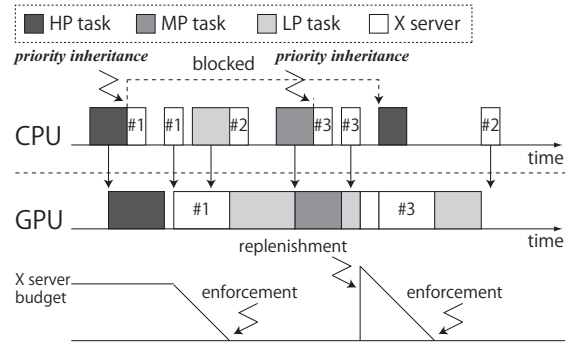 HP task MP task LP task X server
priority inheritance priority inheritance
blocked
#1 #1 #2 #3 #3 #2
CPU
time
#1 #3
GPU
time
replenishment
X server
budget
enforcement
enforcement